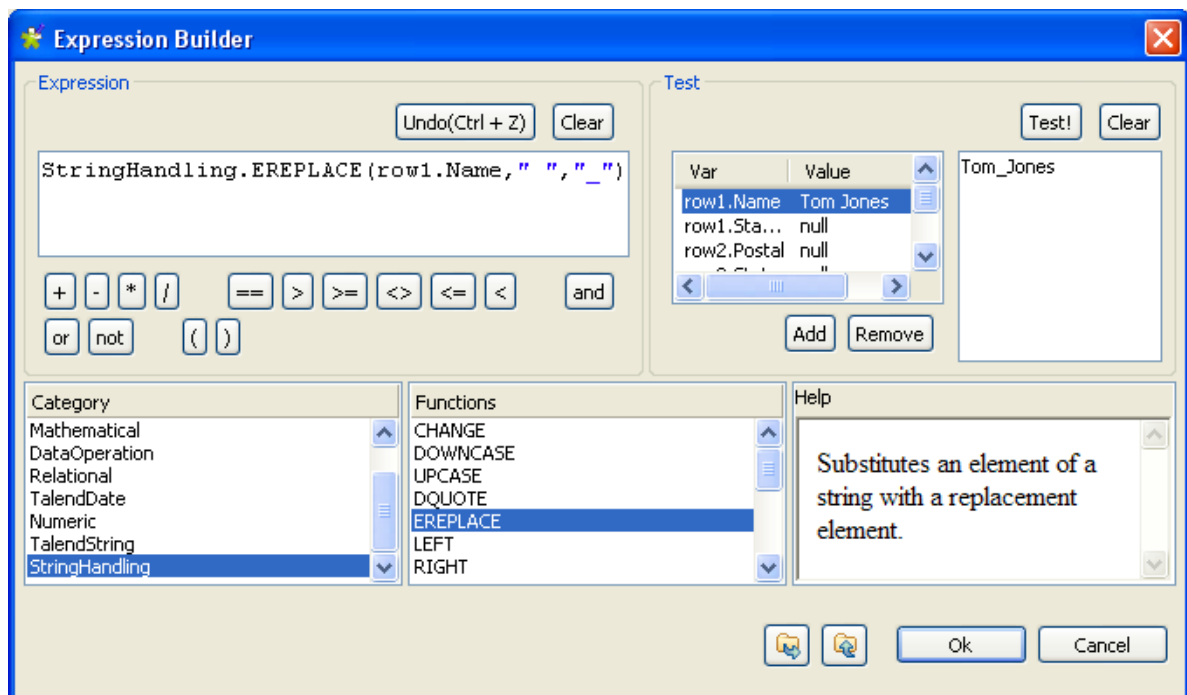 Expression Builder
Expression
Undo(Ctrl + Z) Clear
StringHandling.EREPLACE(row1.Name," ","_")
+ - * / == > >= <> <= < and
or not ( )
Test
Test! Clear
Var Value
row1.Name Tom Jones
row1.Sta... null
row2.Postal null
Add Remove
Tom_Jones
Category
Mathematical
DataOperation
Relational
TalendDate
Numeric
TalendString
StringHandling
Functions
CHANGE
DOWNCASE
UPCASE
DQUOTE
EREPLACE
LEFT
RIGHT
Help
Substitutes an element of a
string with a replacement
element.
Ok Cancel